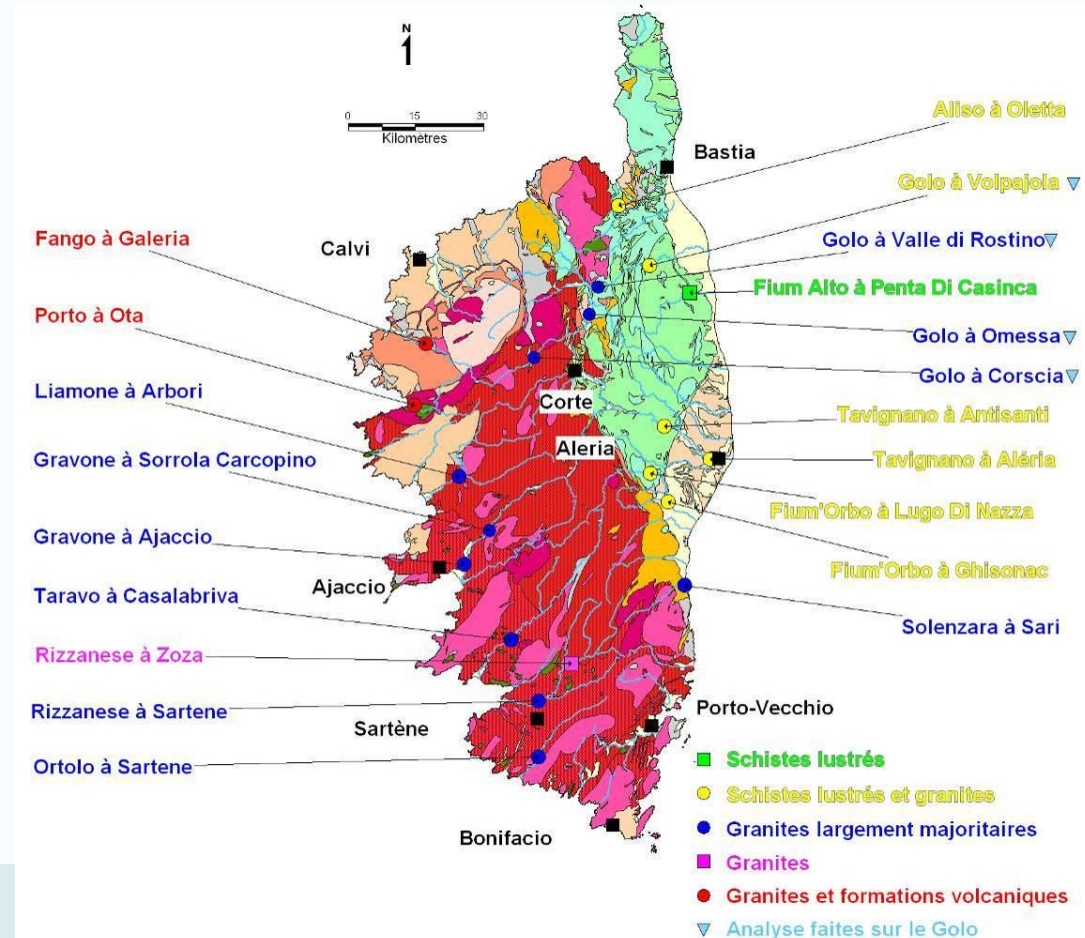 N
0 15 30
Kilomètres
Aliso à Oletta
Bastia
Golo à Volpajola
Fango à Galeria
Calvi
Golo à Valle di Rostino
Fium Alto à Penta Di Casinca
Porto à Ota
Golo à Omessa
Liamone à Arbori
Golo à Corscia
Corte
Tavignano à Antisanti
Gravone à Sorrola Carcopino
Aleria
Tavignano à Aléria
Fium'Orbo à Lugo Di Nazza
Gravone à Ajaccio
Fium'Orbo à Ghisonac
Ajaccio
Taravo à Casalabriva
Solenzara à Sari
Rizzanese à Zoza
Rizzanese à Sartene
Porto-Vecchio
Sartène
Ortolo à Sartene
Bonifacio
Schistes lustrés
Schistes lustrés et granites
Granites largement majoritaires
Granites
Granites et formations volcaniques
Analyse faites sur le Golo